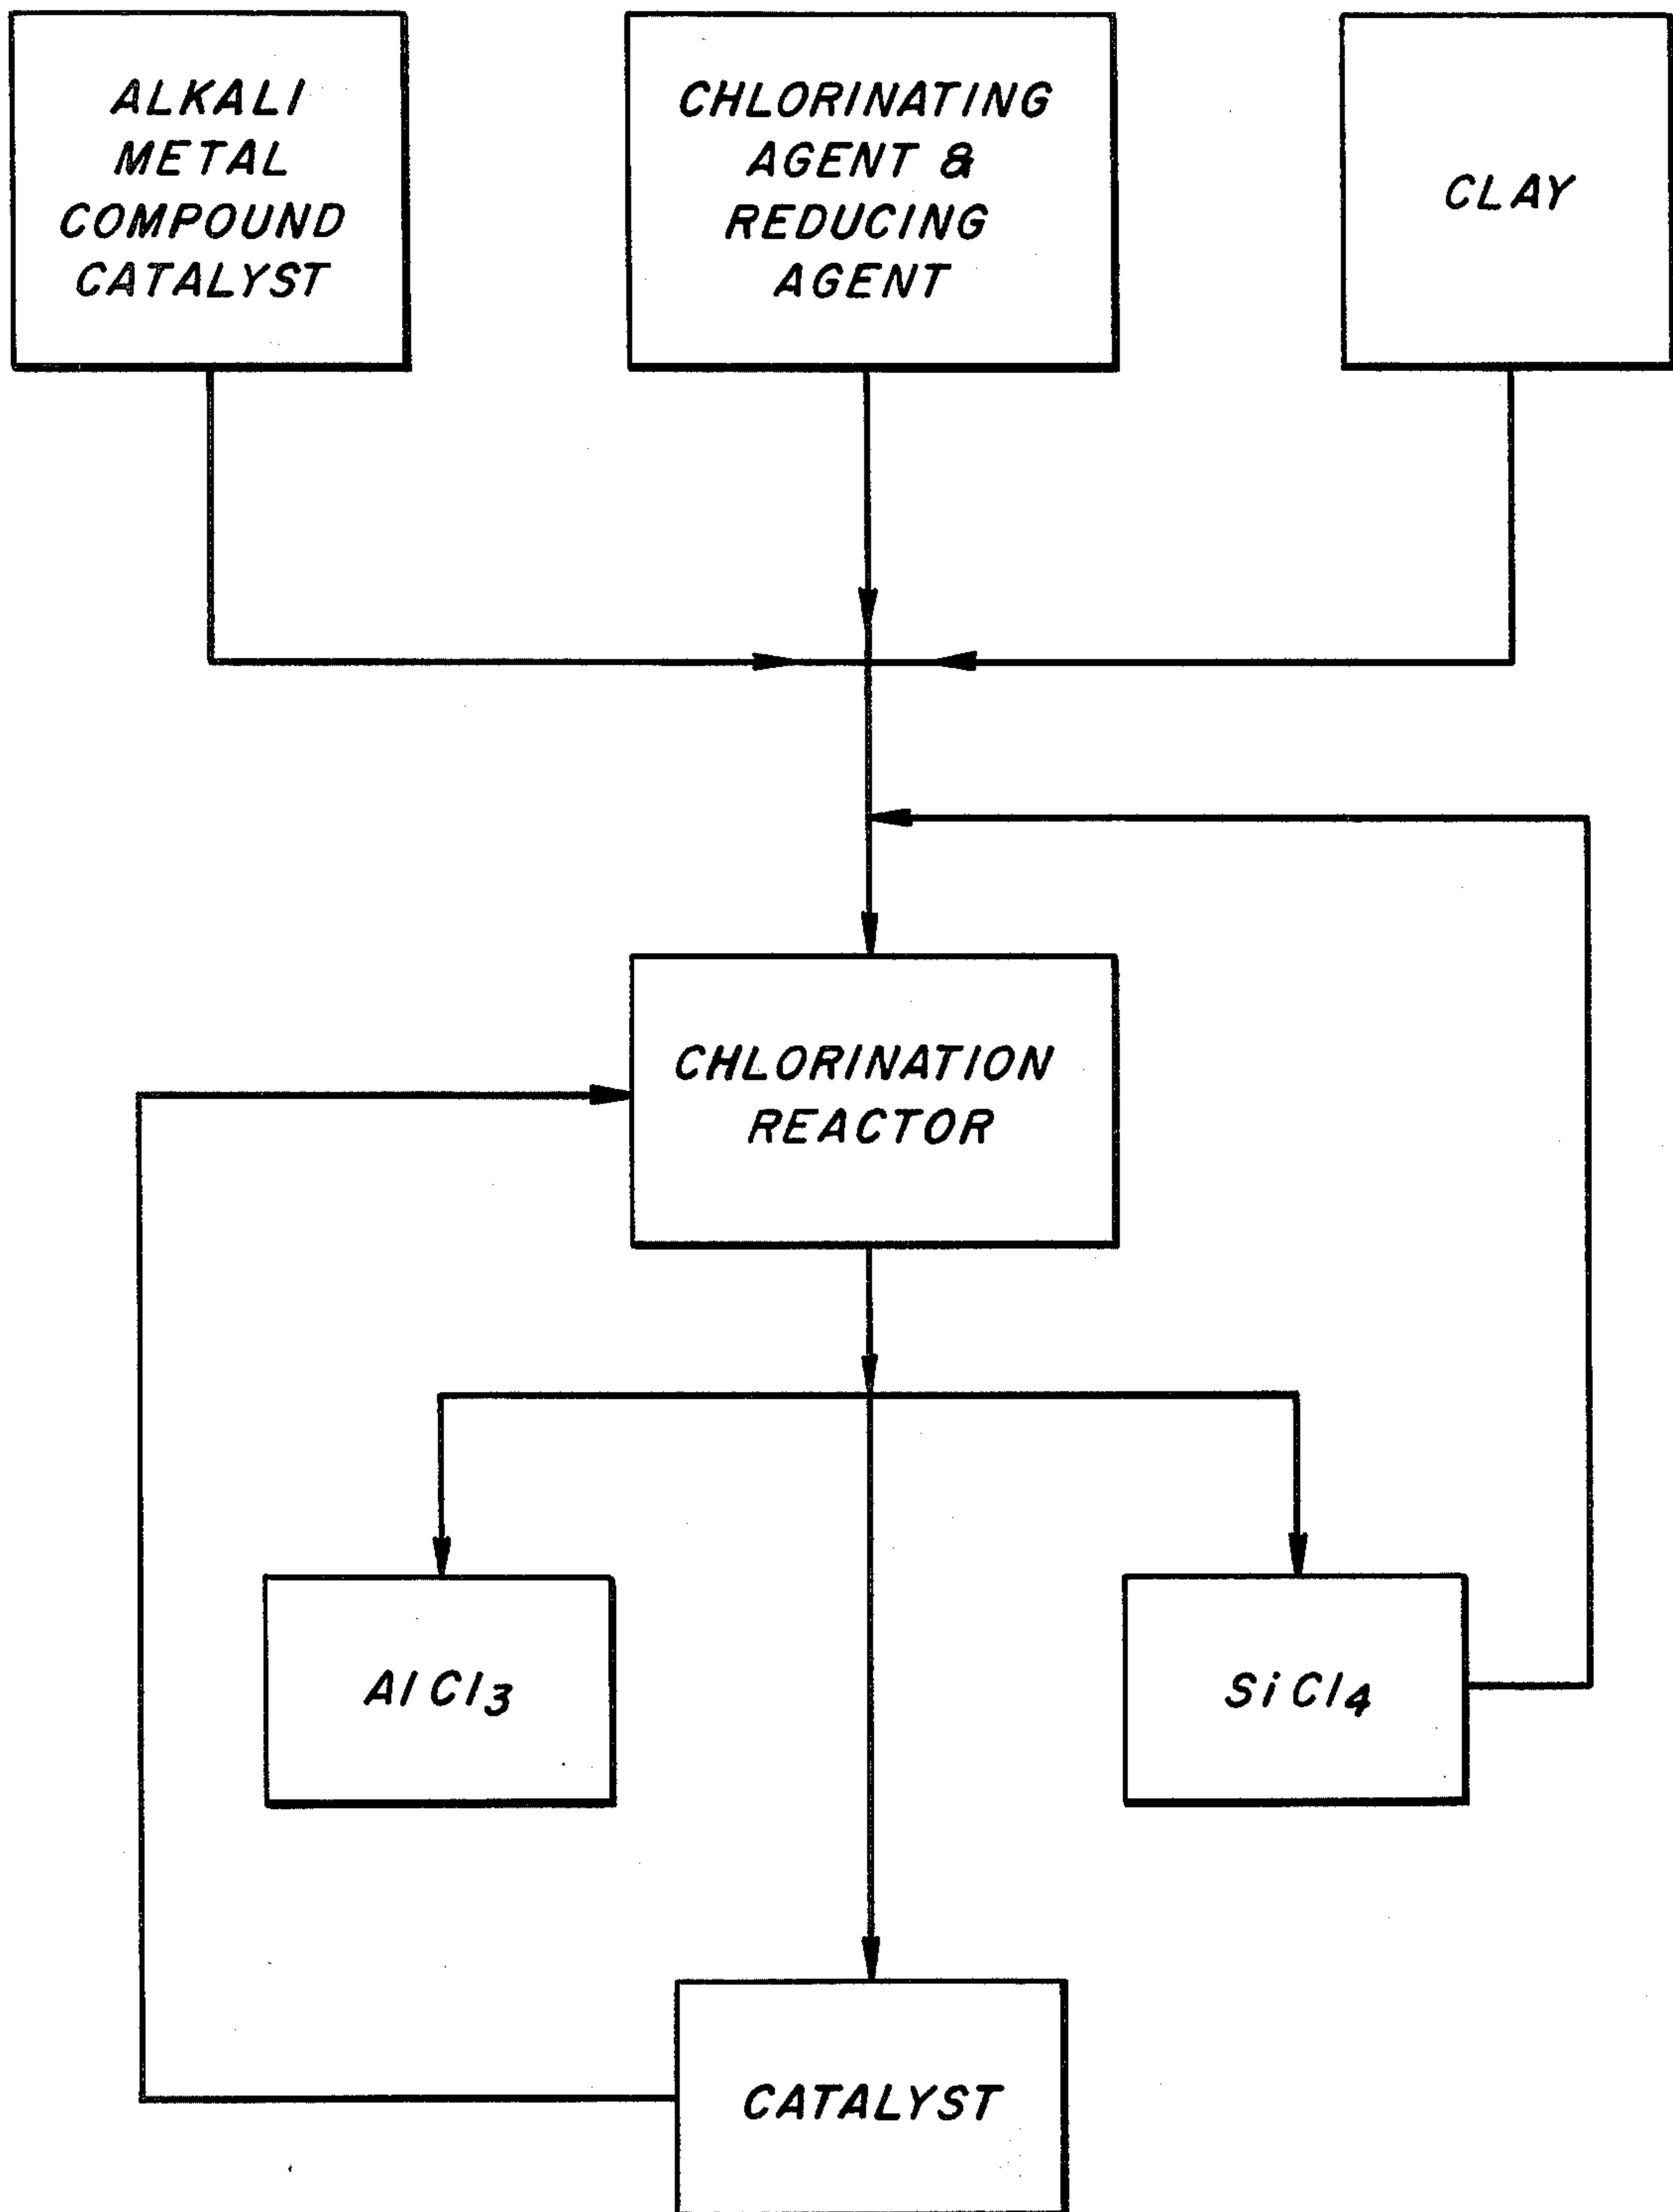 ALKALI
METAL
COMPOUND
CATALYST
CHLORINATING
AGENT &
REDUCING
AGENT
CLAY
CHLORINATION
REACTOR
AlCl3
SiCl4
CATALYST